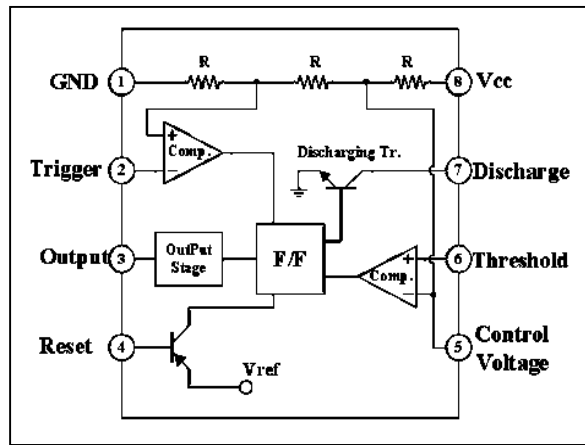 R R R
GND 1 8 Vcc
+
Comp.
-
Trigger 2
Discharging Tr.
7 Discharge
Output 3
OutPut
Stage
F/F
+
Comp.
-
6 Threshold
Reset 4
Vref
5 Control
Voltage